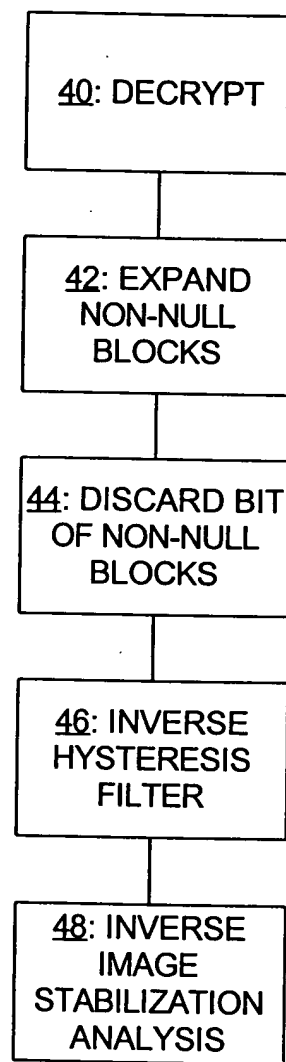 40: DECRYPT
42: EXPAND
NON-NULL
BLOCKS
44: DISCARD BIT
OF NON-NULL
BLOCKS
46: INVERSE
HYSTERESIS
FILTER
48: INVERSE
IMAGE
STABILIZATION
ANALYSIS